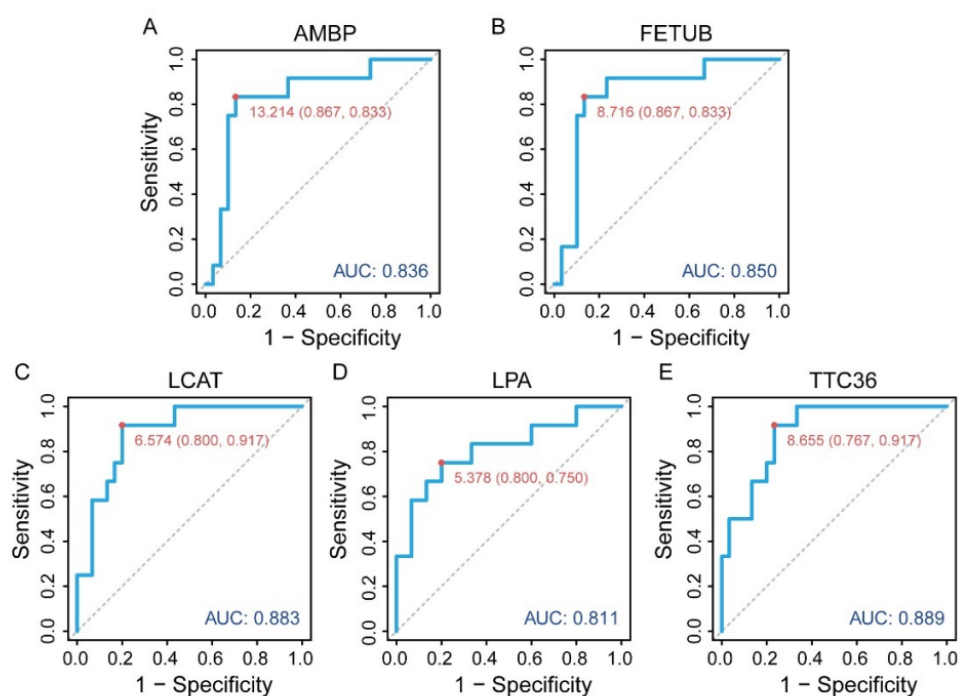 A
AMBP
Sensitivity
0.0 0.2 0.4 0.6 0.8 1.0
13.214 (0.867, 0.833)
AUC: 0.836
0.0 0.2 0.4 0.6 0.8 1.0
1 − Specificity
B
FETUB
0.0 0.2 0.4 0.6 0.8 1.0
8.716 (0.867, 0.833)
AUC: 0.850
0.0 0.2 0.4 0.6 0.8 1.0
1 − Specificity
C
LCAT
Sensitivity
0.0 0.2 0.4 0.6 0.8 1.0
6.574 (0.800, 0.917)
AUC: 0.883
0.0 0.2 0.4 0.6 0.8 1.0
1 − Specificity
D
LPA
Sensitivity
0.0 0.2 0.4 0.6 0.8 1.0
5.378 (0.800, 0.750)
AUC: 0.811
0.0 0.2 0.4 0.6 0.8 1.0
1 − Specificity
E
TTC36
Sensitivity
0.0 0.2 0.4 0.6 0.8 1.0
8.655 (0.767, 0.917)
AUC: 0.889
0.0 0.2 0.4 0.6 0.8 1.0
1 − Specificity